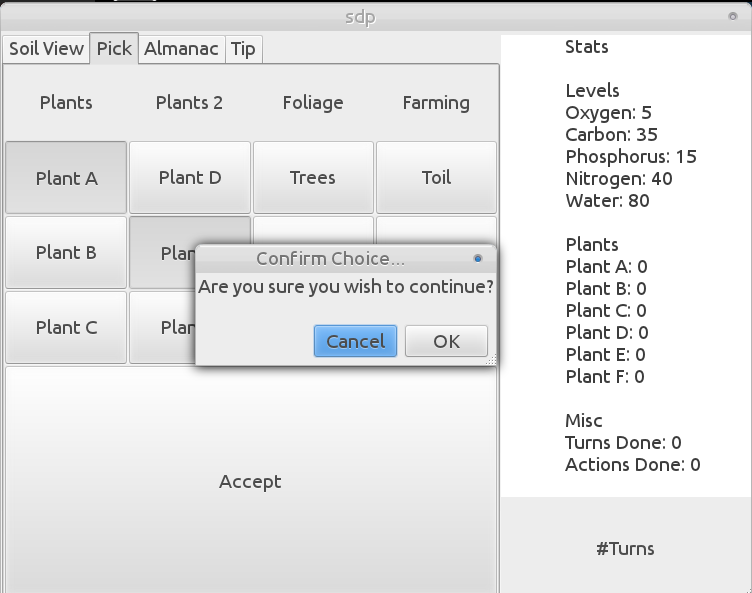 sdp
Soil View Pick Almanac Tip
Plants Plants 2 Foliage Farming
Plant A Plant D Trees Toil
Plant B
Plant C
Confirm Choice...
Are you sure you wish to continue?
Cancel OK
Accept
Stats
Levels
Oxygen: 5
Carbon: 35
Phosphorus: 15
Nitrogen: 40
Water: 80
Plants
Plant A: 0
Plant B: 0
Plant C: 0
Plant D: 0
Plant E: 0
Plant F: 0
Misc
Turns Done: 0
Actions Done: 0
#Turns